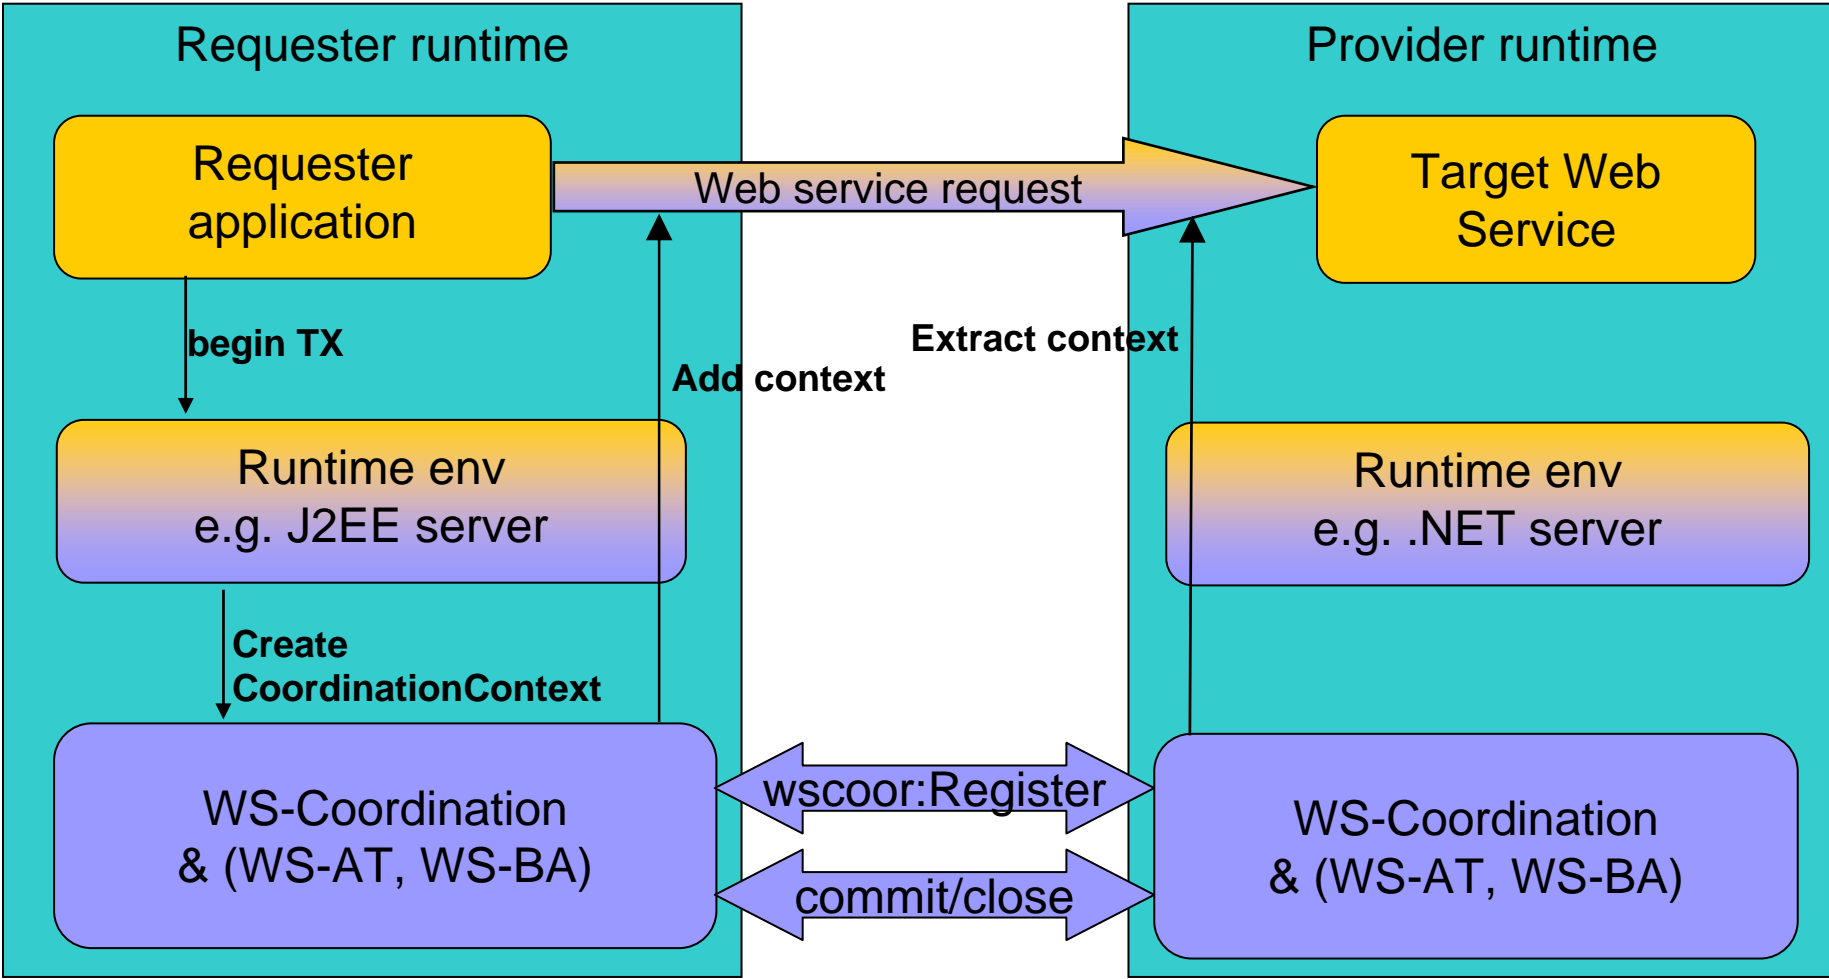 Requester runtime
Provider runtime
Requester
application
Web service request
Target Web
Service
begin TX
Extract context
Add context
Runtime env
e.g. J2EE server
Runtime env
e.g. .NET server
Create
CoordinationContext
WS-Coordination
& (WS-AT, WS-BA)
wscoor:Register
commit/close
WS-Coordination
& (WS-AT, WS-BA)